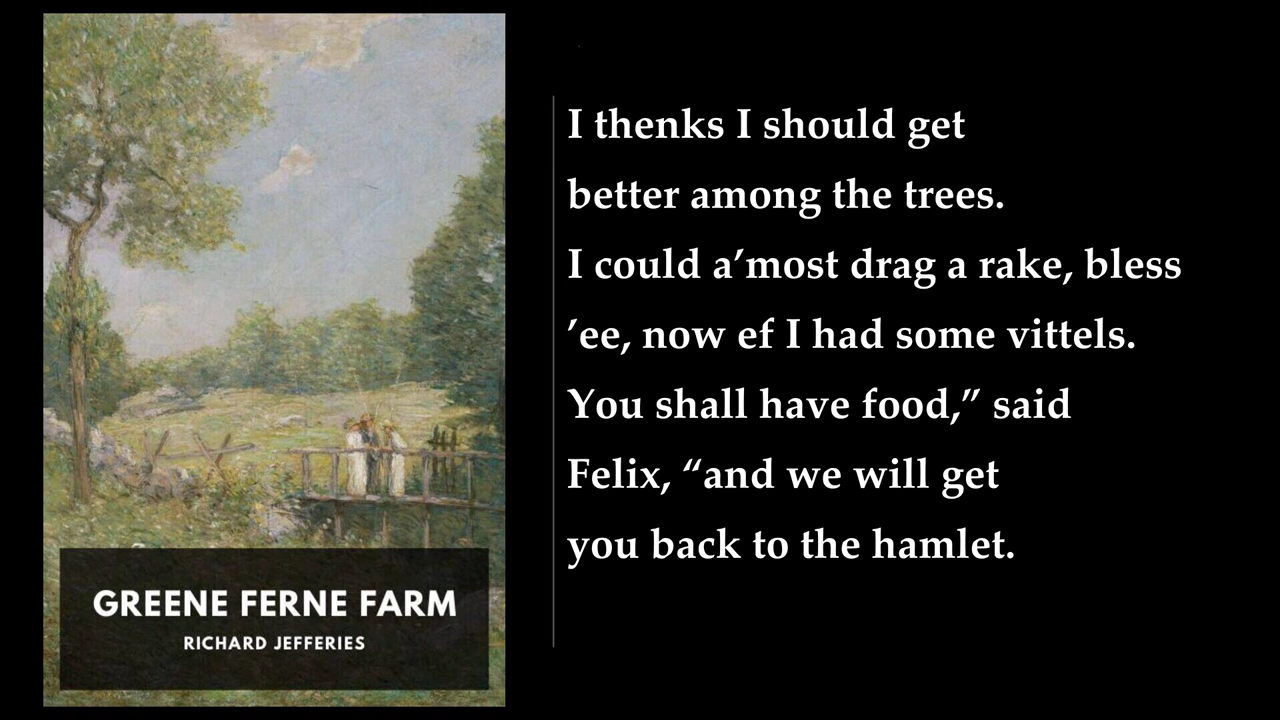 GREENE FERNE FARM
RICHARD JEFFERIES
I thenks I should get
better among the trees.
I could a’most drag a rake, bless
’ee, now ef I had some vittels.
You shall have food,” said
Felix, “and we will get
you back to the hamlet.